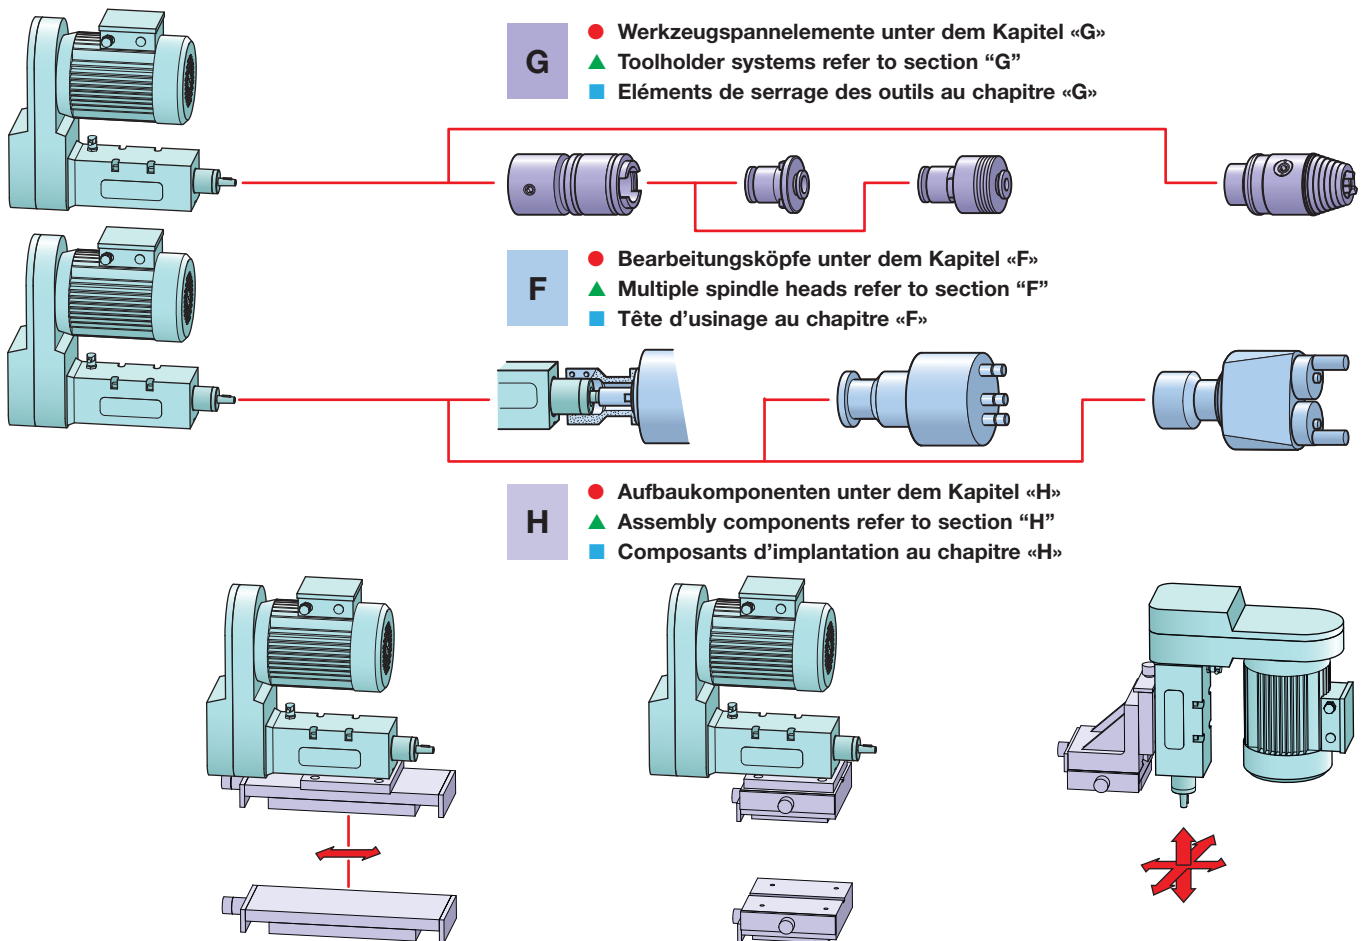 G
● Werkzeugspannelemente unter dem Kapitel «G»
▲ Toolholder systems refer to section “G”
■ Eléments de serrage des outils au chapitre «G»
F
● Bearbeitungsköpfe unter dem Kapitel «F»
▲ Multiple spindle heads refer to section “F”
■ Tête d’usinage au chapitre «F»
H
● Aufbaukomponenten unter dem Kapitel «H»
▲ Assembly components refer to section “H”
■ Composants d’implantation au chapitre «H»